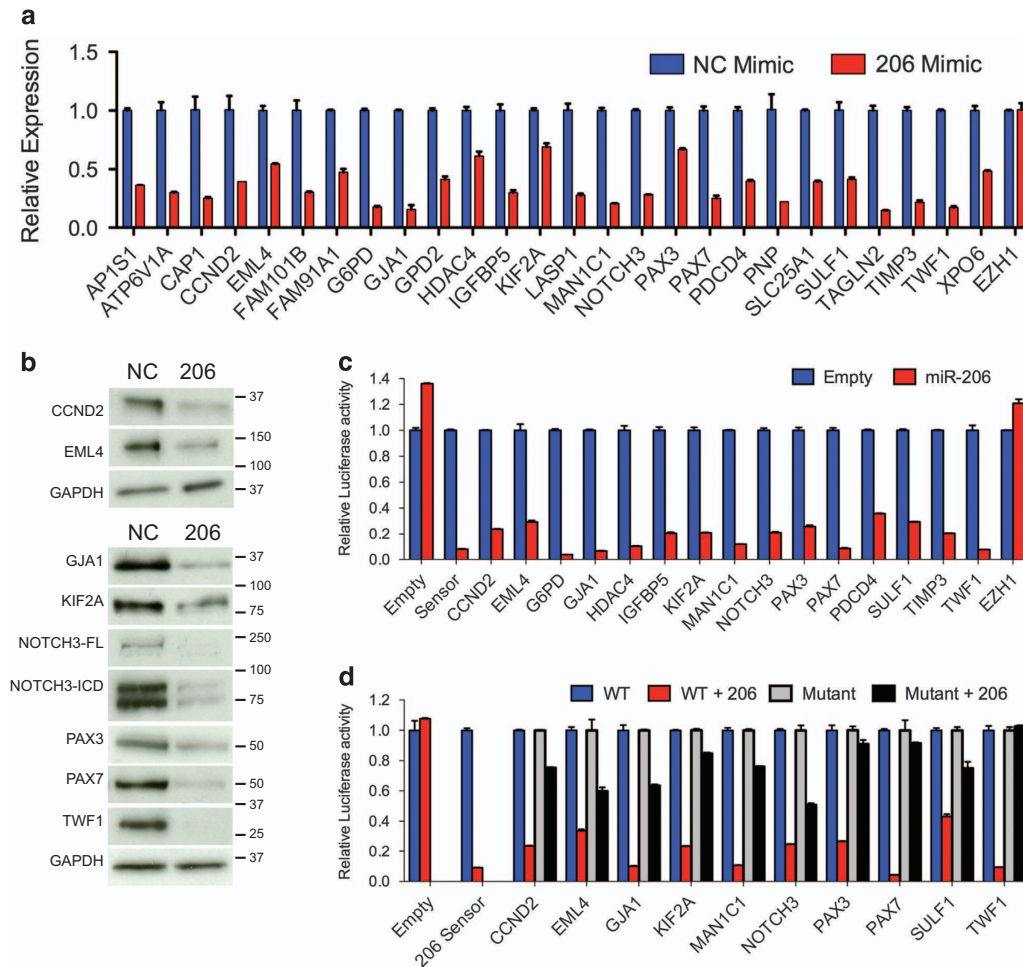 a
Relative Expression
1.5
1.0
0.5
0.0
NC Mimic
206 Mimic
AP1S1
ATP6V1A
CAP1
CCND2
EML4
FAM101B
FAM91A1
G6PD
GJA1
GPD2
HDAC4
IGFBP5
KIF2A
LASP1
MAN1C1
NOTCH3
PAX3
PAX7
PDCD4
PNP
SLC25A1
SULF1
TAGLN2
TIMP3
TWF1
XPO6
EZH1
b
NC 206
CCND2
37
EML4
150
100
GAPDH
37
NC 206
GJA1
37
KIF2A
100
75
NOTCH3-FL
250
NOTCH3-ICD
100
75
PAX3
50
PAX7
50
TWF1
37
25
GAPDH
37
c
Relative Luciferase activity
1.4
1.2
1.0
0.8
0.6
0.4
0.2
0.0
Empty
miR-206
Empty
Sensor
CCND2
EML4
G6PD
GJA1
HDAC4
IGFBP5
KIF2A
MAN1C1
NOTCH3
PAX3
PAX7
PDCD4
SULF1
TIMP3
TWF1
EZH1
d
Relative Luciferase activity
1.2
1.0
0.8
0.6
0.4
0.2
0.0
WT
WT + 206
Mutant
Mutant + 206
Empty
206 Sensor
CCND2
EML4
GJA1
KIF2A
MAN1C1
NOTCH3
PAX3
PAX7
SULF1
TWF1